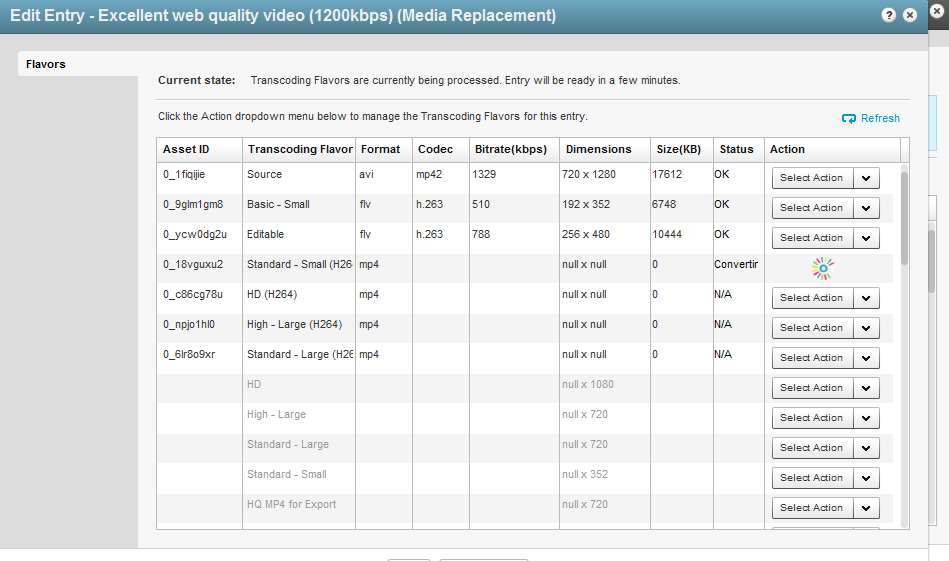 Edit Entry - Excellent web quality video (1200kbps) (Media Replacement)
Flavors
Current state: Transcoding Flavors are currently being processed. Entry will be ready in a few minutes.
Click the Action dropdown menu below to manage the Transcoding Flavors for this entry.
Refresh
Asset ID Transcoding Flavor Format Codec Bitrate(kbps) Dimensions Size(KB) Status Action
0_1fiqijie Source avi mp42 1329 720 x 1280 17612 OK Select Action
0_9glm1gm8 Basic - Small flv h.263 510 192 x 352 6748 OK Select Action
0_ycw0dg2u Editable flv h.263 788 256 x 480 10444 OK Select Action
0_18vguxu2 Standard - Small (H26 mp4 null x null 0 Convertir
0_c86cg78u HD (H264) mp4 null x null 0 N/A Select Action
0_npjo1hl0 High - Large (H264) mp4 null x null 0 N/A Select Action
0_6lr8o9xr Standard - Large (H26 mp4 null x null 0 N/A Select Action
HD null x 1080 Select Action
High - Large null x 720 Select Action
Standard - Large null x 720 Select Action
Standard - Small null x 352 Select Action
HQ MP4 for Export null x 720 Select Action